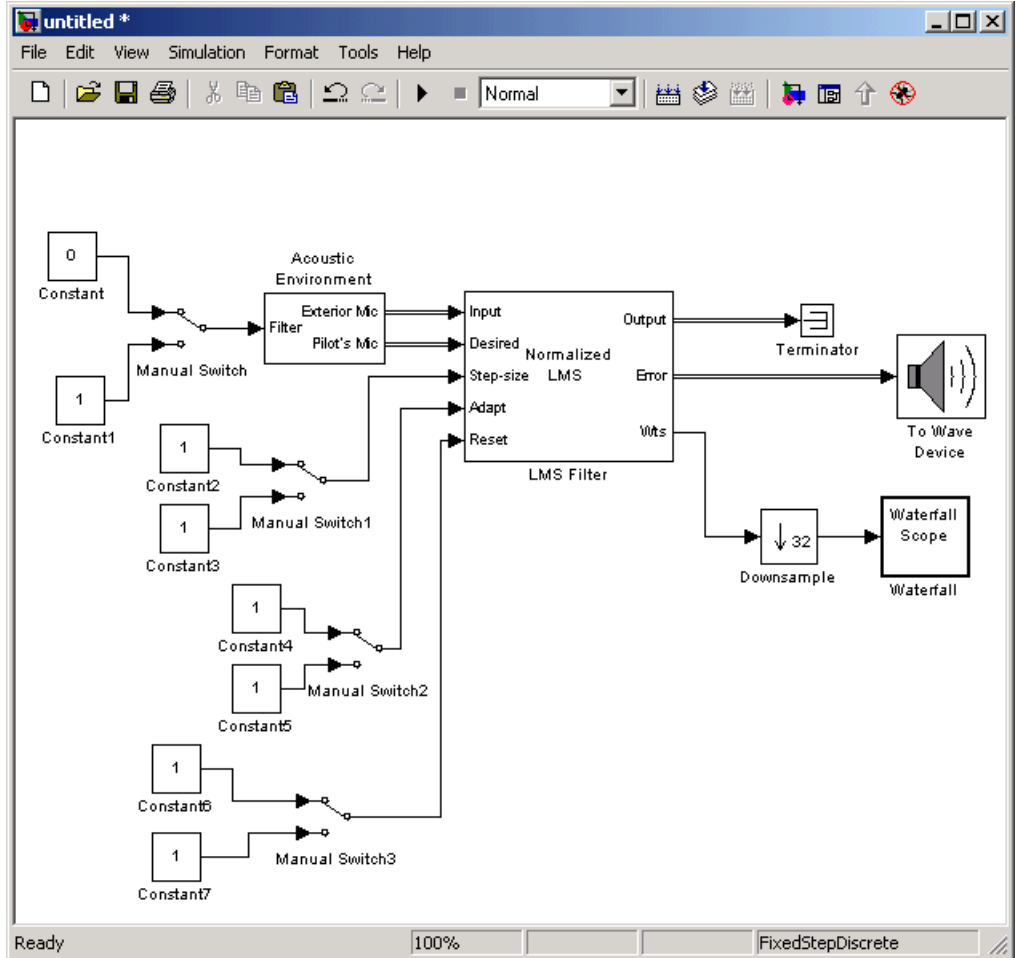 untitled *
File Edit View Simulation Format Tools Help
Normal
0
Constant
1
Constant1
Manual Switch
Acoustic
Environment
Filter
Exterior Mic
Pilot's Mic
Input
Desired
Step-size
Adapt
Reset
Normalized
LMS
Output
Error
Wts
LMS Filter
Terminator
To Wave
Device
1
Constant2
1
Constant3
Manual Switch1
32
Downsample
Waterfall
Scope
Waterfall
1
Constant4
1
Constant5
Manual Switch2
1
Constant6
1
Constant7
Manual Switch3
Ready 100% FixedStepDiscrete